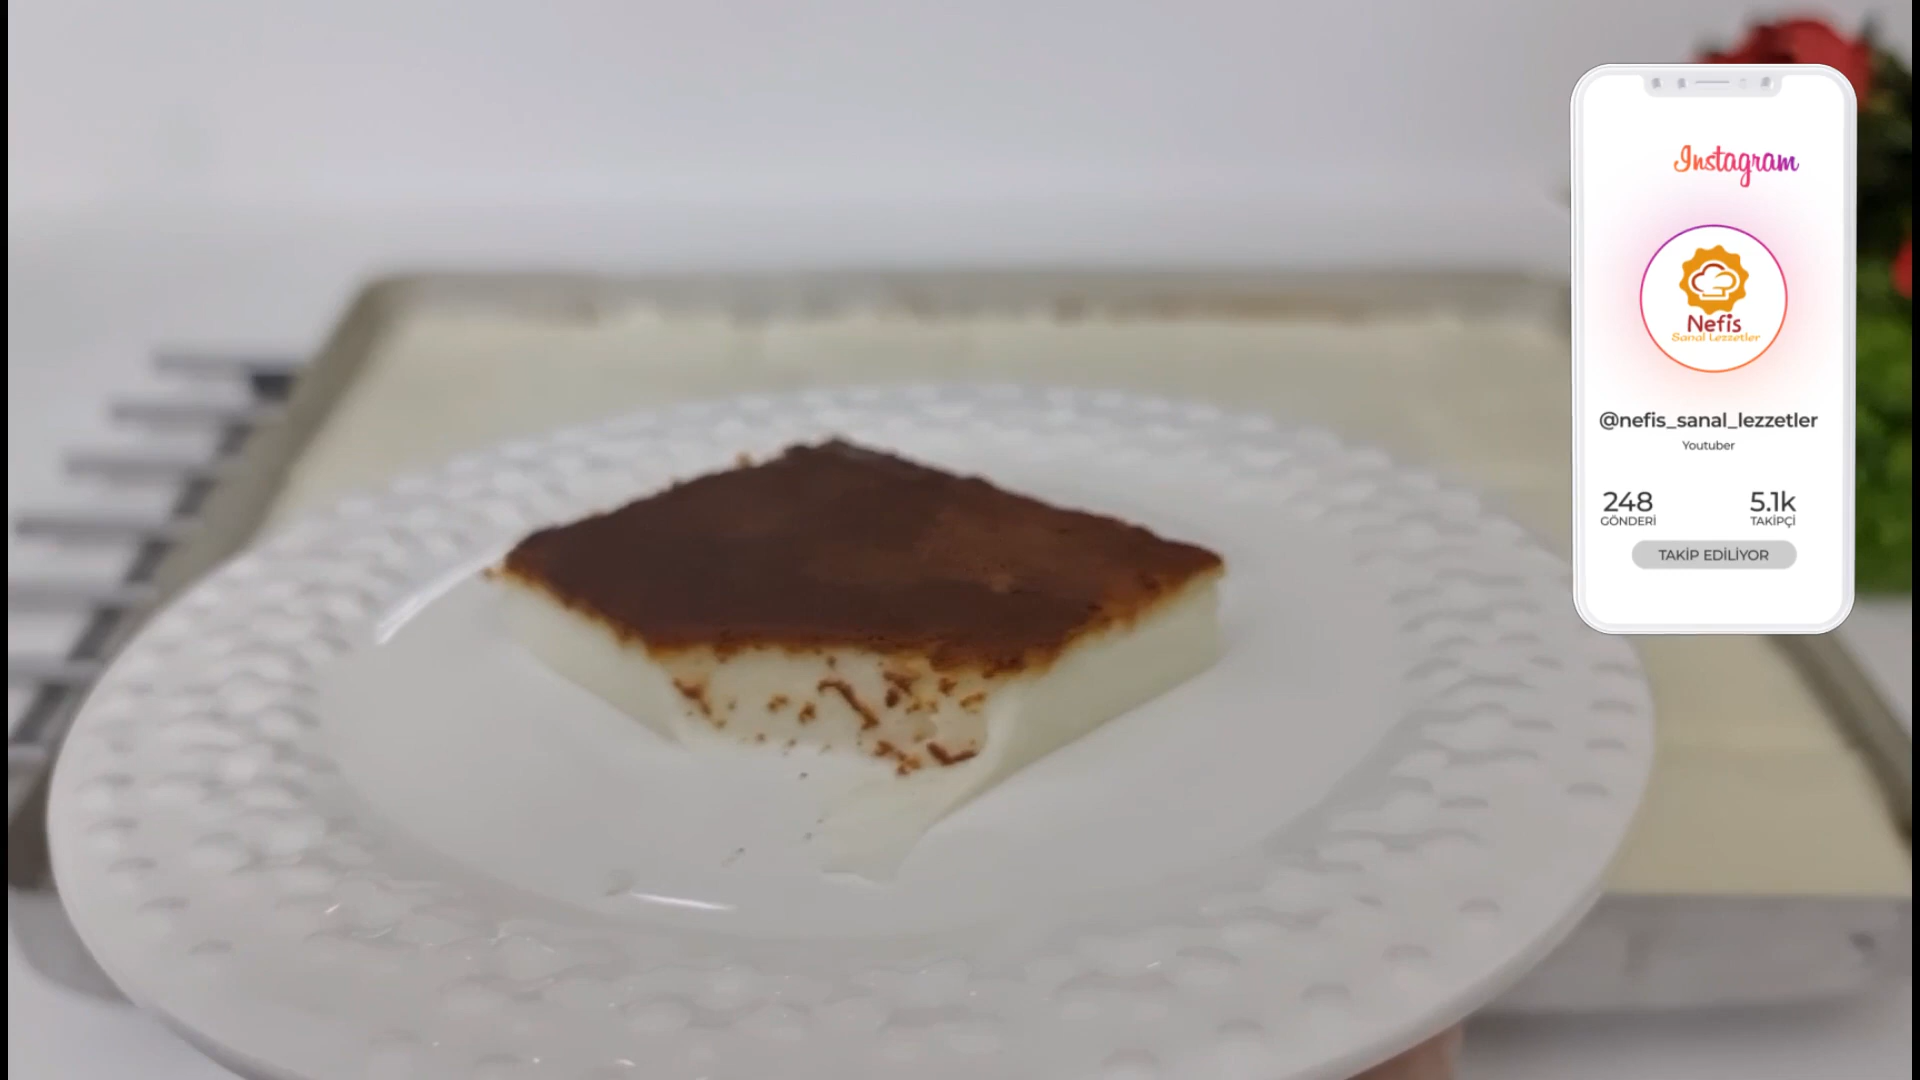 Instagram
Nefis
Sanal Lezzetler
@nefis_sanal_lezzetler
Youtuber
248
GÖNDERİ
5.1k
TAKİPÇİ
TAKİP EDİLİYOR